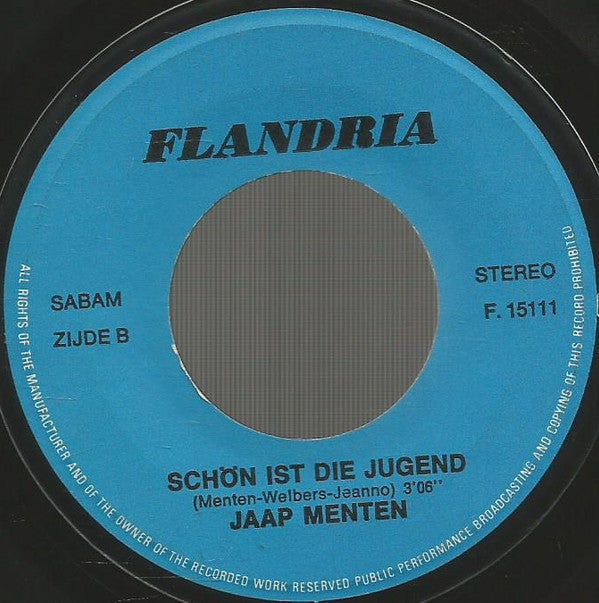 FLANDRIA
SABAM
ZIJDE B
STEREO
F. 15111
SCHÖN IST DIE JUGEND
(Menten-Welbers-Jeanno) 3'06''
JAAP MENTEN
ALL RIGHTS OF THE MANUFACTURER AND OF THE OWNER OF THE RECORDED WORK RESERVED PUBLIC PERFORMANCE BROADCASTING AND COPYING OF THIS RECORD PROHIBITED